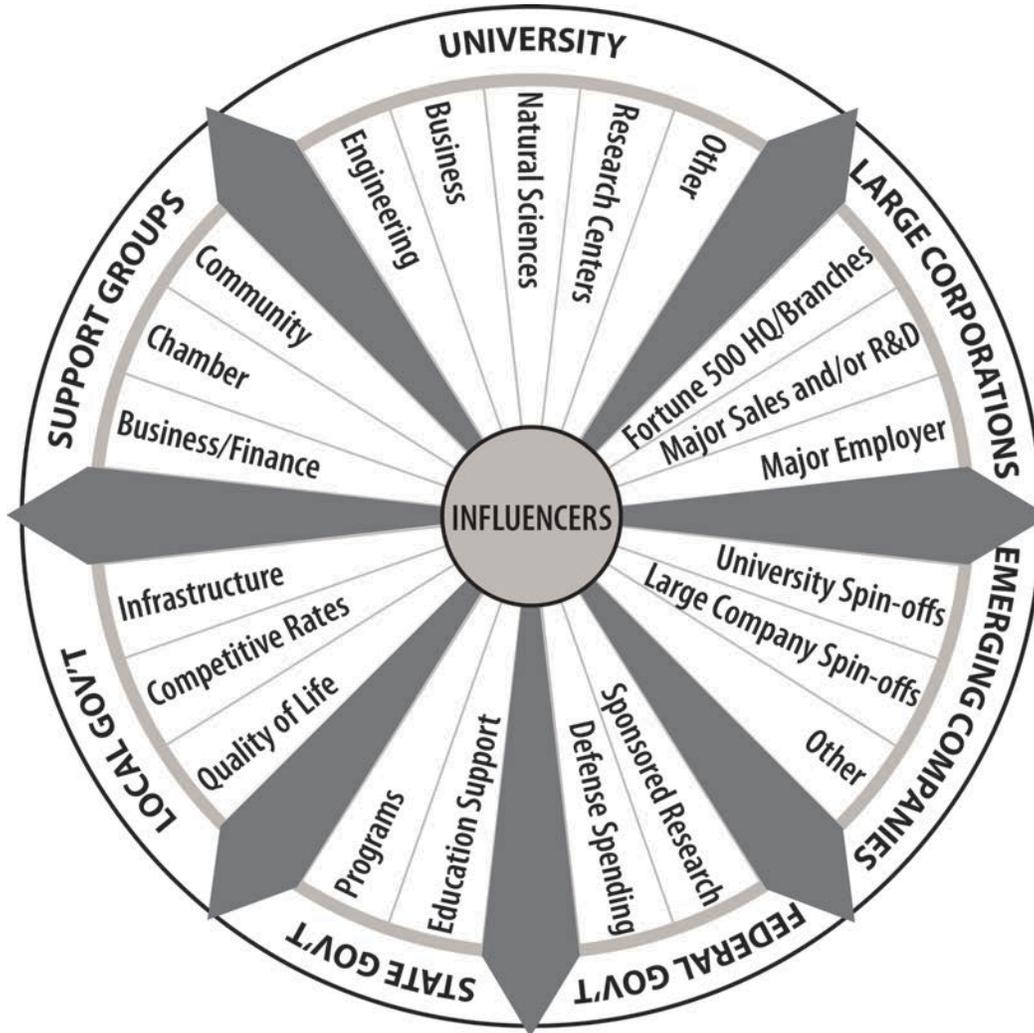 UNIVERSITY
Engineering
Business
Natural Sciences
Research Centers
Other
LARGE CORPORATIONS
Fortune 500 HQ/Branches
Major Sales and/or R&D
Major Employer
EMERGING COMPANIES
University Spin-offs
Large Company Spin-offs
Other
FEDERAL GOV'T
Sponsored Research
Defense Spending
STATE GOV'T
Education Support
Programs
LOCAL GOV'T
Quality of Life
Competitive Rates
Infrastructure
SUPPORT GROUPS
Business/Finance
Chamber
Community
INFLUENCERS